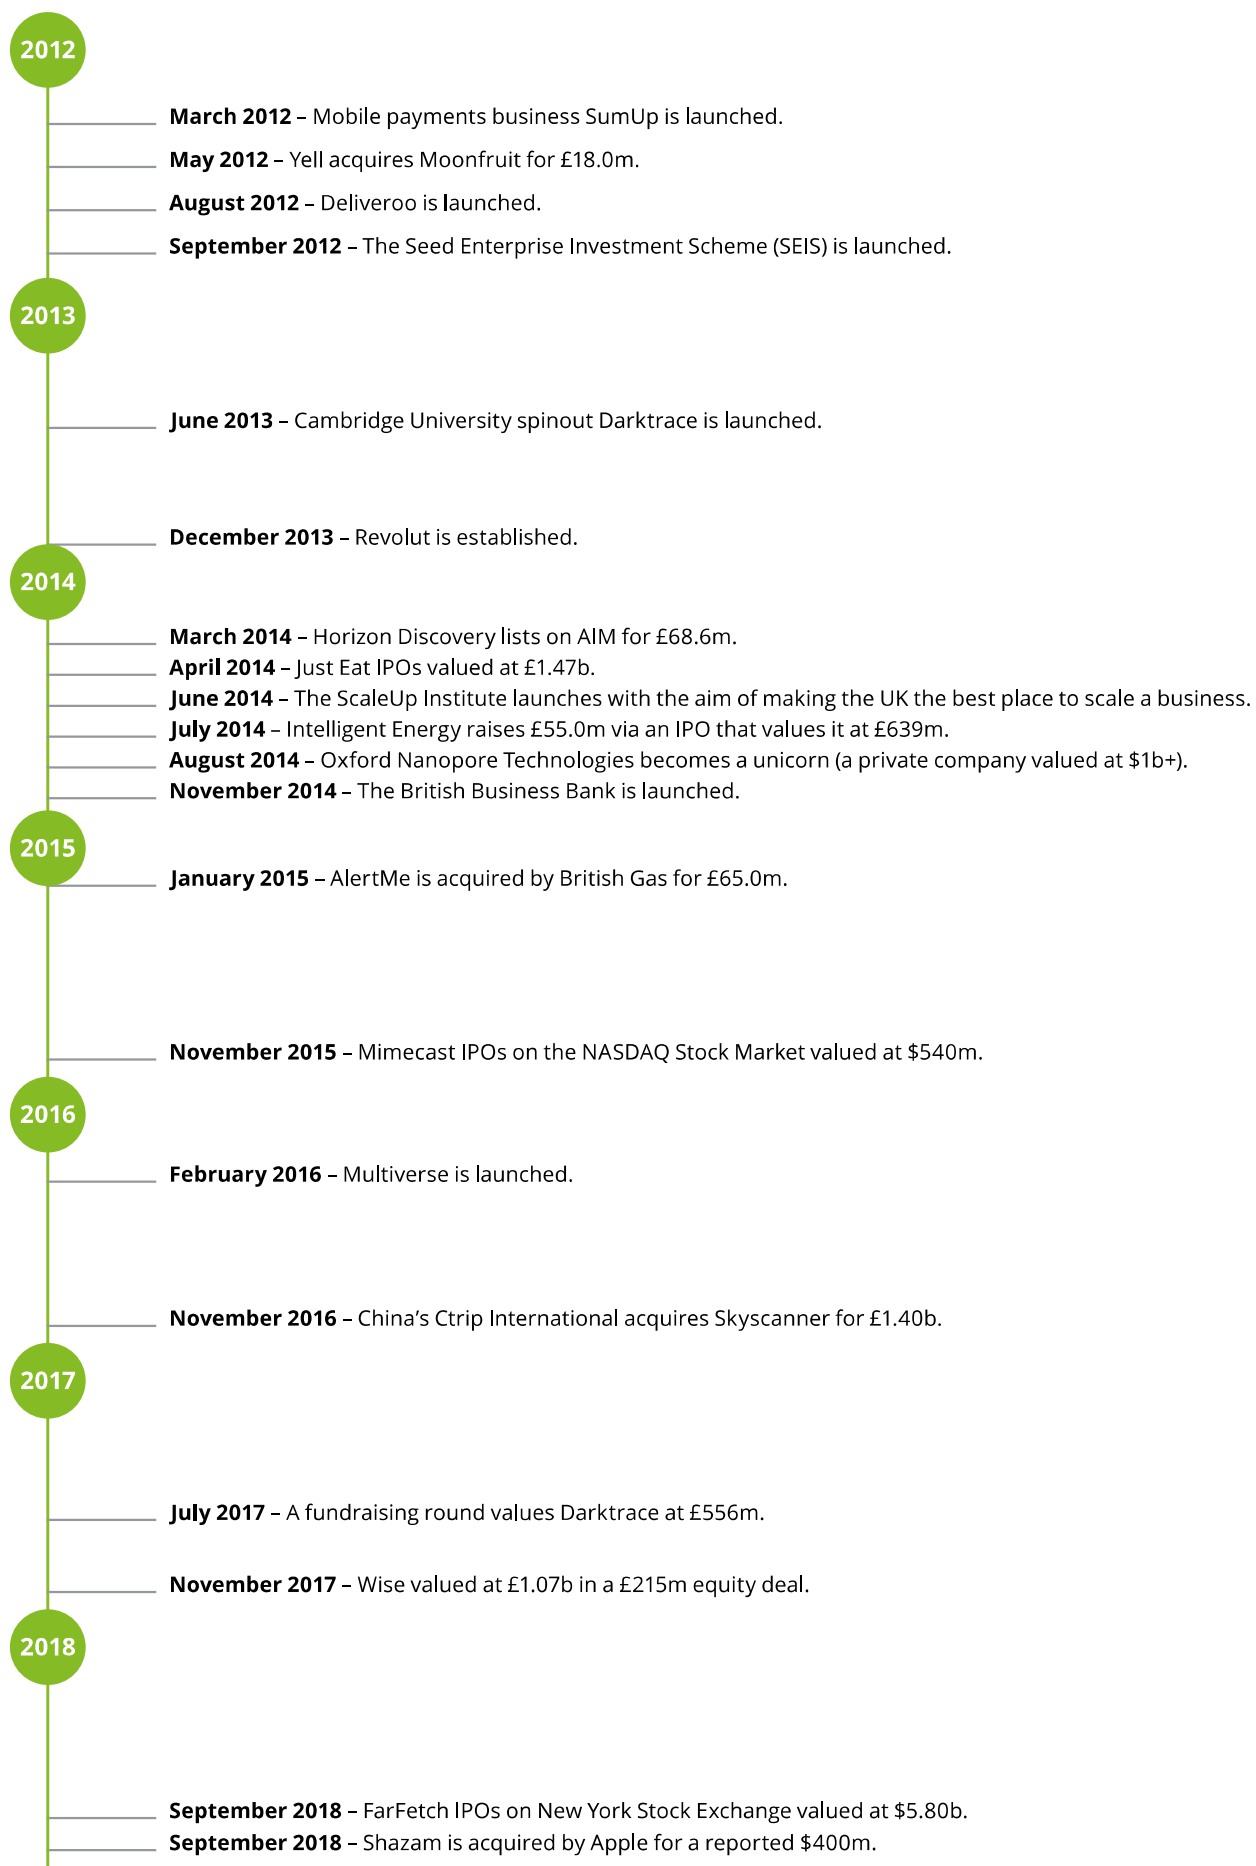 2012
March 2012 – Mobile payments business SumUp is launched.
May 2012 – Yell acquires Moonfruit for £18.0m.
August 2012 – Deliveroo is launched.
September 2012 – The Seed Enterprise Investment Scheme (SEIS) is launched.
2013
June 2013 – Cambridge University spinout Darktrace is launched.
December 2013 – Revolut is established.
2014
March 2014 – Horizon Discovery lists on AIM for £68.6m.
April 2014 – Just Eat IPOs valued at £1.47b.
June 2014 – The ScaleUp Institute launches with the aim of making the UK the best place to scale a business.
July 2014 – Intelligent Energy raises £55.0m via an IPO that values it at £639m.
August 2014 – Oxford Nanopore Technologies becomes a unicorn (a private company valued at $1b+).
November 2014 – The British Business Bank is launched.
2015
January 2015 – AlertMe is acquired by British Gas for £65.0m.
November 2015 – Mimecast IPOs on the NASDAQ Stock Market valued at $540m.
2016
February 2016 – Multiverse is launched.
November 2016 – China’s Ctrip International acquires Skyscanner for £1.40b.
2017
July 2017 – A fundraising round values Darktrace at £556m.
November 2017 – Wise valued at £1.07b in a £215m equity deal.
2018
September 2018 – FarFetch IPOs on New York Stock Exchange valued at $5.80b.
September 2018 – Shazam is acquired by Apple for a reported $400m.